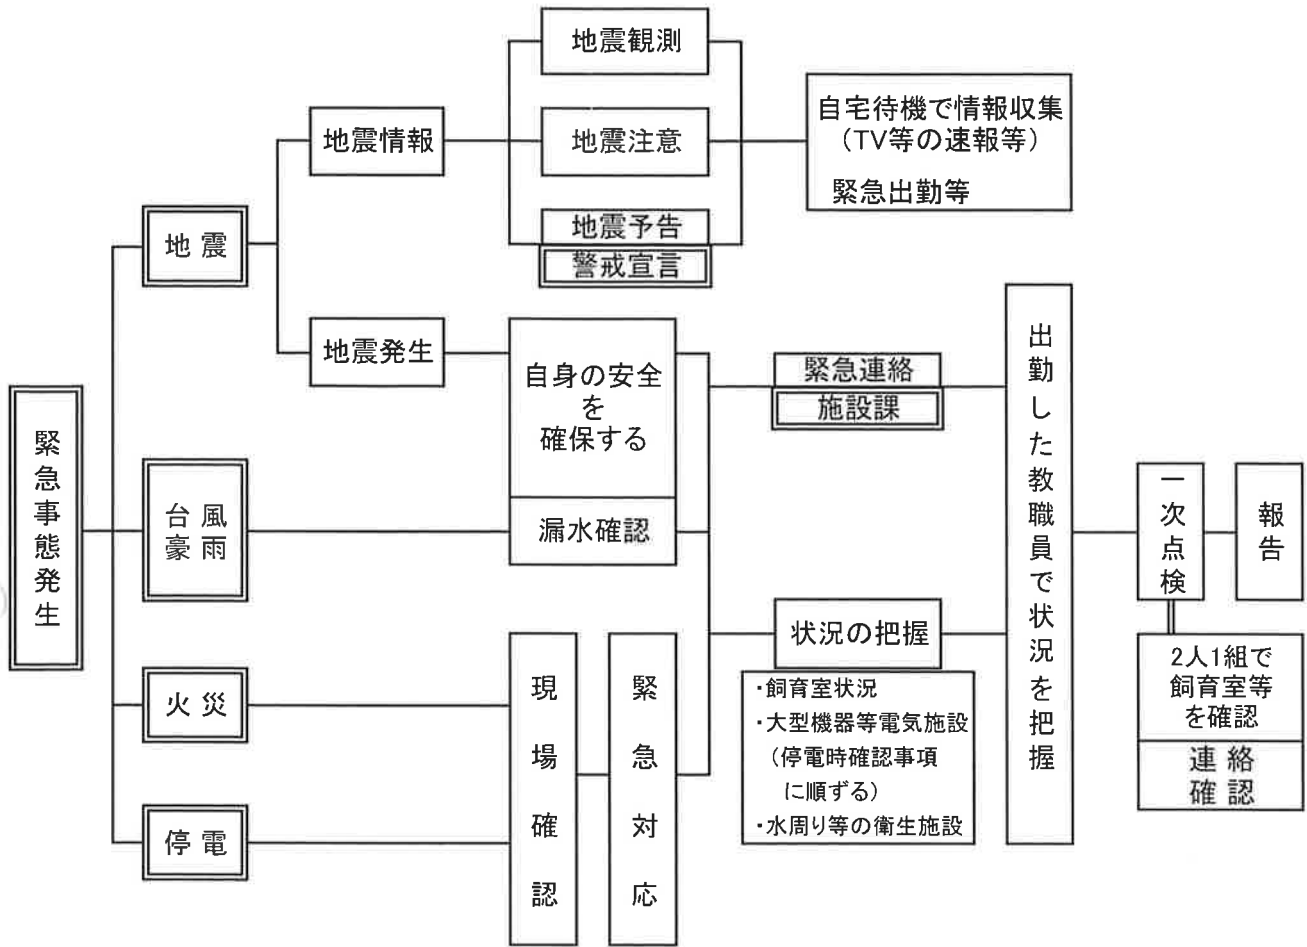 緊急事態発生
地震
台風
豪雨
火災
停電
地震情報
地震発生
地震観測
地震注意
地震予告
警戒宣言
自宅待機で情報収集
（TV等の速報等）
緊急出勤等
自身の安全
を
確保する
漏水確認
現場確認
緊急対応
緊急連絡
施設課
状況の把握
・飼育室状況
・大型機器等電気施設
（停電時確認事項
に順ずる）
・水周り等の衛生施設
出勤した教職員で状況を把握
一次点検
2人1組で
飼育室等
を確認
連絡
確認
報告